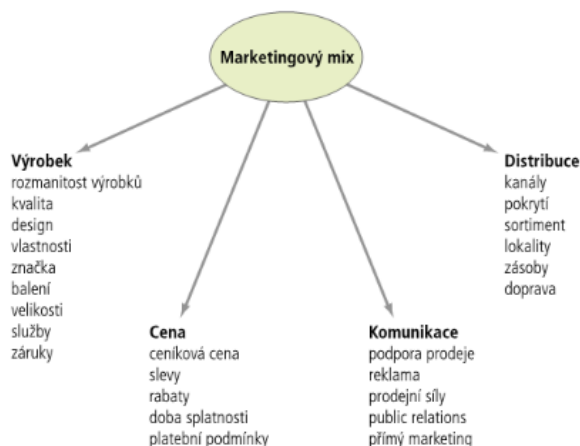 Marketingový mix
Výrobek
rozmanitost výrobků
kvalita
design
vlastnosti
značka
balení
velikosti
služby
záruky
Cena
ceníková cena
slevy
rabaty
doba splatnosti
platební podmínky
Komunikace
podpora prodeje
reklama
prodejní síly
public relations
přímý marketing
Distribuce
kanály
pokrytí
sortiment
lokality
zásoby
doprava